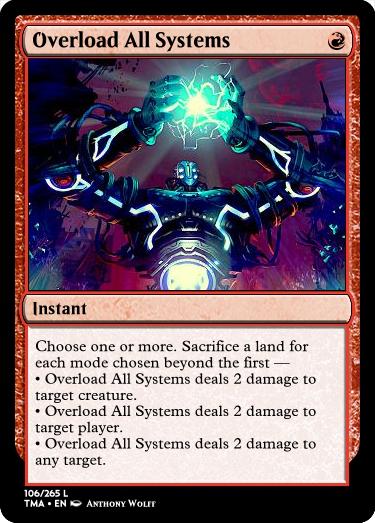 Overload All Systems
Instant
Choose one or more. Sacrifice a land for
each mode chosen beyond the first —
• Overload All Systems deals 2 damage to
target creature.
• Overload All Systems deals 2 damage to
target player.
• Overload All Systems deals 2 damage to
any target.
106/265 L
TMA • EN Anthony Wolff